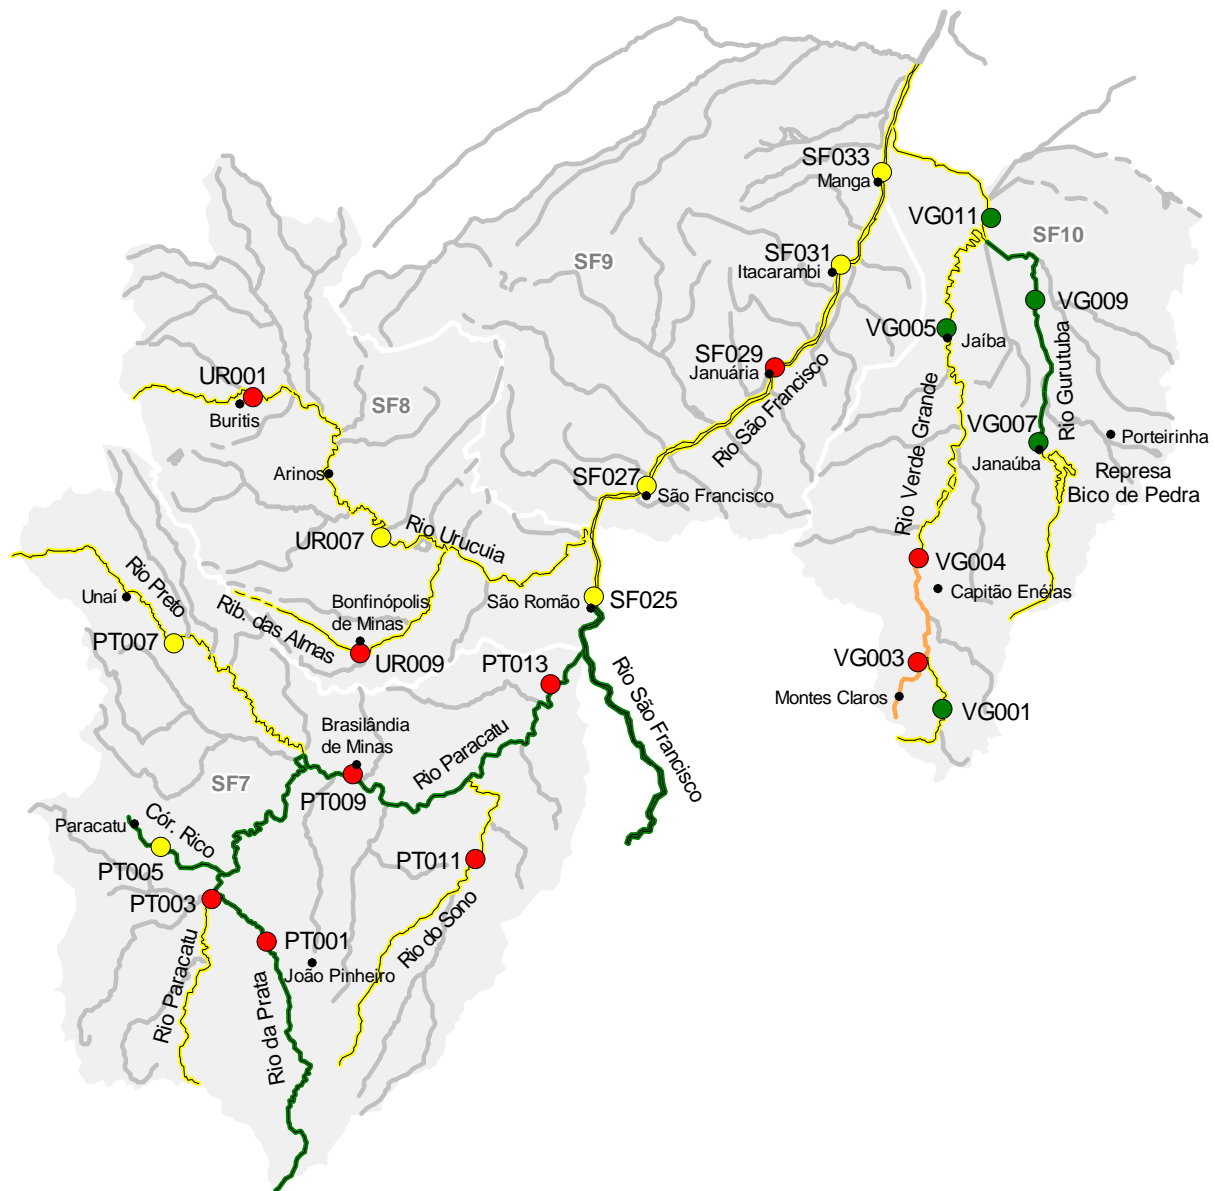 SF033
Manga
VG011
SF10
SF031
Itacarambi
SF9
VG009
VG005
Jaíba
SF029
Januária
Rio São Francisco
Rio Gurutuba
UR001
Buritis
SF8
Rio Verde Grande
VG007
Janaúba
Porteirinha
Represa
Bico de Pedra
Arinos
SF027
São Francisco
UR007
Rio Urucuia
VG004
Capitão Enéias
Rio Preto
Unaí
Rib. das Almas
Bonfinópolis
de Minas
São Romão
SF025
PT007
UR009
PT013
VG003
Montes Claros
VG001
Rio São Francisco
Brasilândia
de Minas
Rio Paracatu
SF7
PT009
Paracatu
Cór. Rico
PT005
PT011
PT003
PT001
João Pinheiro
Rio do Sono
Rio Paracatu
Rio da Prata